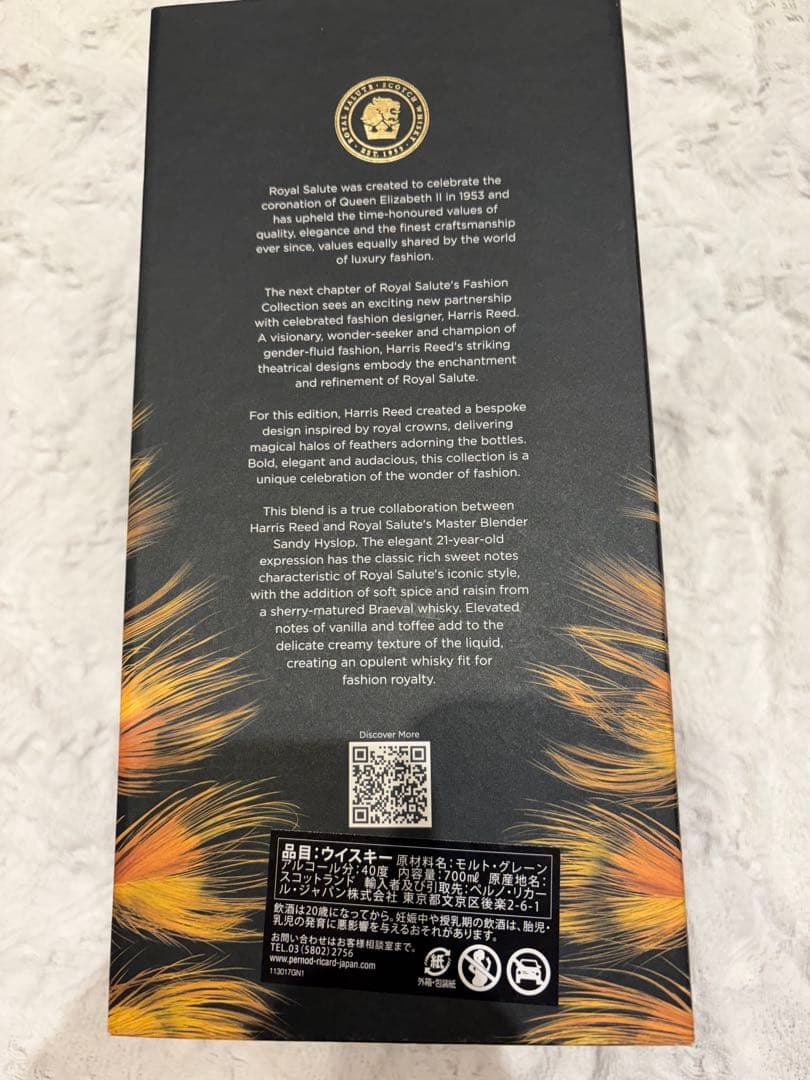 ROYAL SALUTE · SCOTCH WHISKY
· EST. 1953 ·
Royal Salute was created to celebrate the
coronation of Queen Elizabeth II in 1953 and
has upheld the time-honoured values of
quality, elegance and the finest craftsmanship
ever since, values equally shared by the world
of luxury fashion.
The next chapter of Royal Salute's Fashion
Collection sees an exciting new partnership
with celebrated fashion designer, Harris Reed.
A visionary, wonder-seeker and champion of
gender-fluid fashion, Harris Reed's striking
theatrical designs embody the enchantment
and refinement of Royal Salute.
For this edition, Harris Reed created a bespoke
design inspired by royal crowns, delivering
magical halos of feathers adorning the bottles.
Bold, elegant and audacious, this collection is a
unique celebration of the wonder of fashion.
This blend is a true collaboration between
Harris Reed and Royal Salute's Master Blender
Sandy Hyslop. The elegant 21-year-old
expression has the classic rich sweet notes
characteristic of Royal Salute's iconic style,
with the addition of soft spice and raisin from
a sherry-matured Braeval whisky. Elevated
notes of vanilla and toffee add to the
delicate creamy texture of the liquid,
creating an opulent whisky fit for
fashion royalty.
Discover More
品目：ウイスキー 原材料名：モルト・グレーン
アルコール分：40度 内容量：700㎖ 原産地名：
スコットランド 輸入者及び引取先：ペルノ・リカー
ル・ジャパン株式会社 東京都文京区後楽2-6-1
飲酒は20歳になってから。妊娠中や授乳期の飲酒は、胎児・
乳児の発育に悪影響を与えるおそれがあります。
お問い合わせはお客様相談室まで。
TEL.03(5802)2756
www.pernod-ricard-japan.com
113017GN1
紙
外箱・包装紙